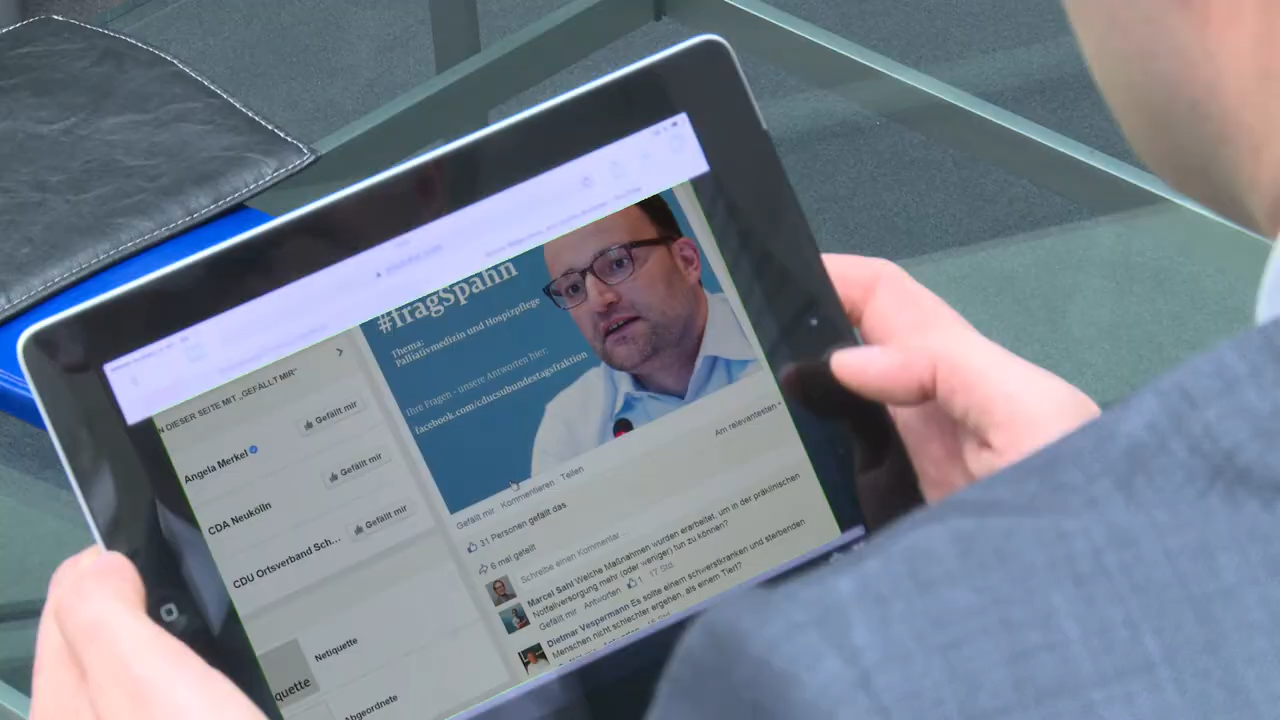 #fragSpahn
Thema:
Palliativmedizin und Hospizpflege
Ihre Fragen - unsere Antworten hier:
facebook.com/cducsubundestagsfraktion
N DIESER SEITE MIT „GEFÄLLT MIR“
Angela Merkel
Gefällt mir
CDA Neukölln
Gefällt mir
CDU Ortsverband Sch...
Gefällt mir
Netiquette
quette
Abgeordnete
Gefällt mir Kommentieren Teilen
Am relevantesten
31 Personen gefällt das
6 mal geteilt
Schreibe einen Kommentar
Marcel Sahl Welche Maßnahmen wurden erarbeitet, um in der präklinischen
Notfallversorgung mehr (oder weniger) tun zu können?
Gefällt mir Antworten 1 17 Std.
Dietmar Vespermann Es sollte einem schwerstkranken und sterbenden
Menschen nicht schlechter ergehen, als einem Tier!?